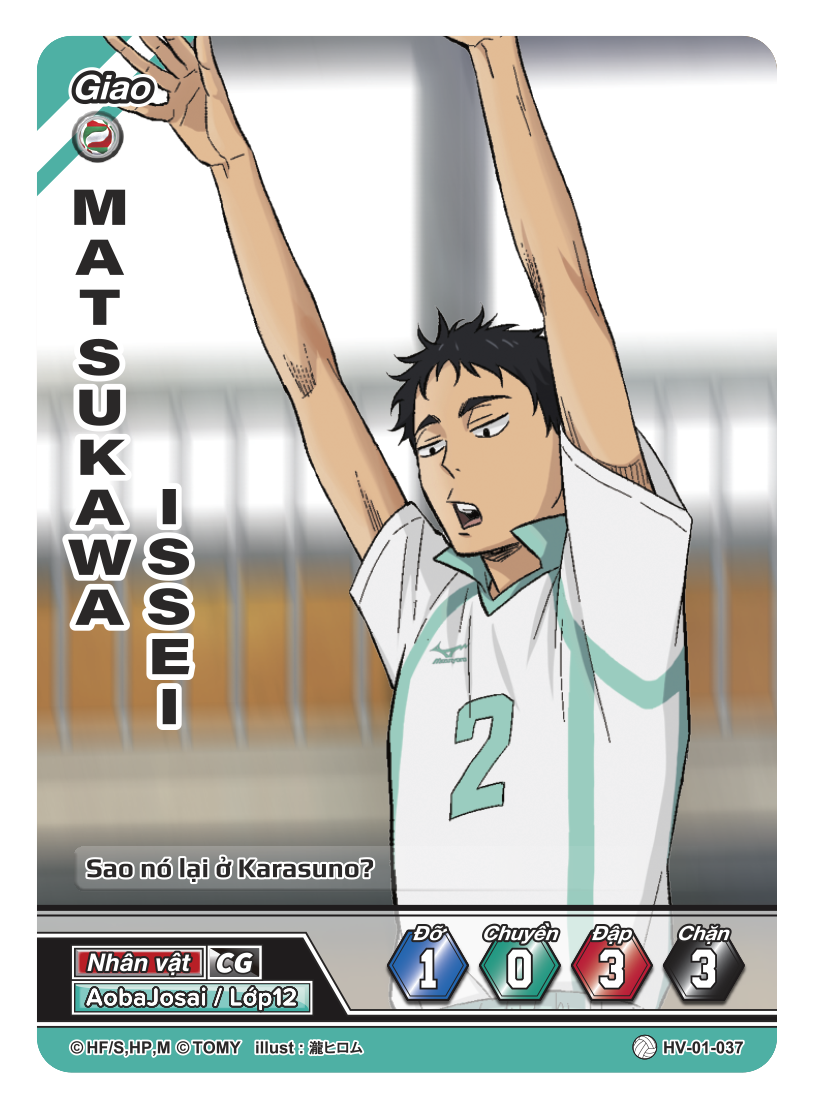 Giao
MATSUKAWA
ISSEI
2
Sao nó lại ở Karasuno?
Đỡ Chuyền Đập Chặn
1 0 3 3
Nhân vật CG
AobaJosai / Lớp12
©HF/S,HP,M ©TOMY illust : 瀧ヒロム HV-01-037